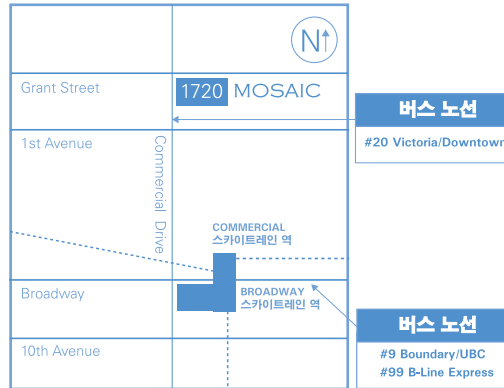 N↑
Grant Street
1720 MOSAIC
버스 노선
#20 Victoria/Downtown
1st Avenue
Commercial Drive
COMMERCIAL
스카이트레인 역
Broadway
BROADWAY
스카이트레인 역
버스 노선
#9 Boundary/UBC
#99 B-Line Express
10th Avenue